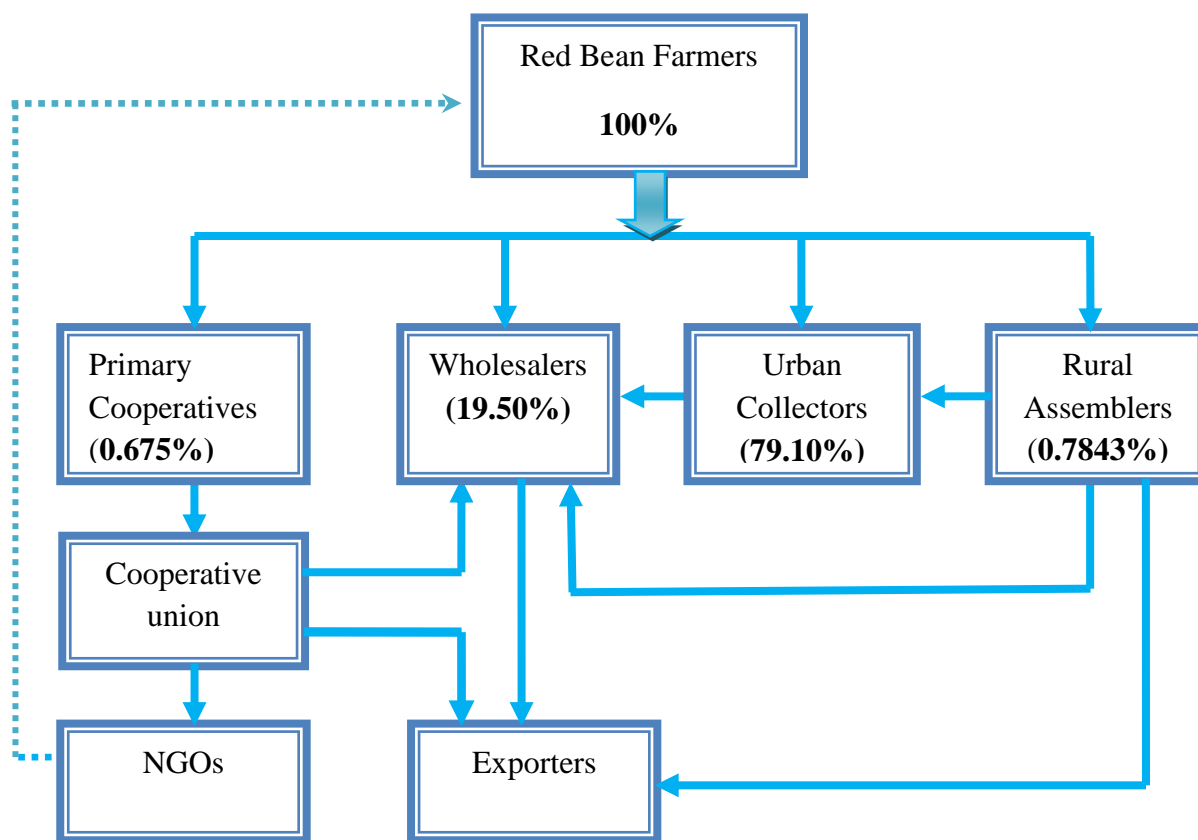 Red Bean Farmers
100%
Primary
Cooperatives
(0.675%)
Wholesalers
(19.50%)
Urban
Collectors
(79.10%)
Rural
Assemblers
(0.7843%)
Cooperative
union
NGOs
Exporters